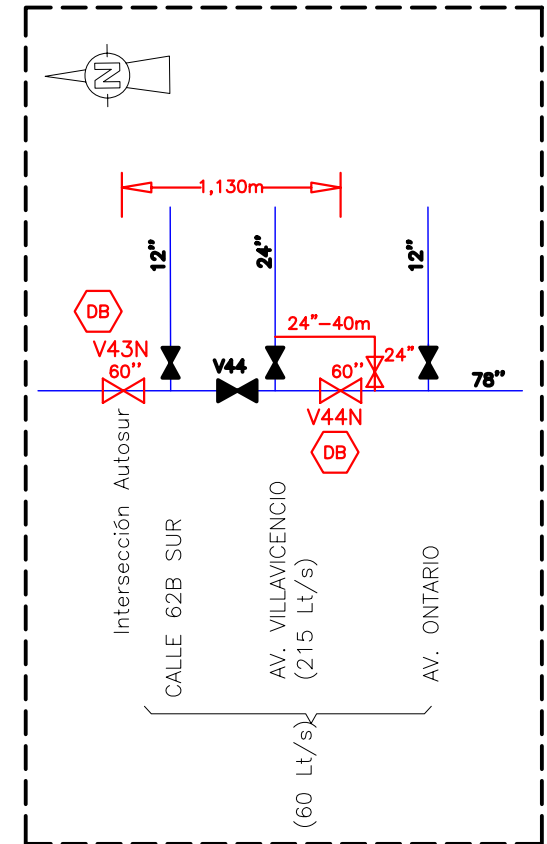 N
1,130m
12"
24"
12"
DB
24"-40m
V43N
60"
V44
60"
24"
78"
V44N
DB
Intersección Autosur
CALLE 62B SUR
AV. VILLAVICENCIO
(215 Lt/s)
AV. ONTARIO
(60 Lt/s)